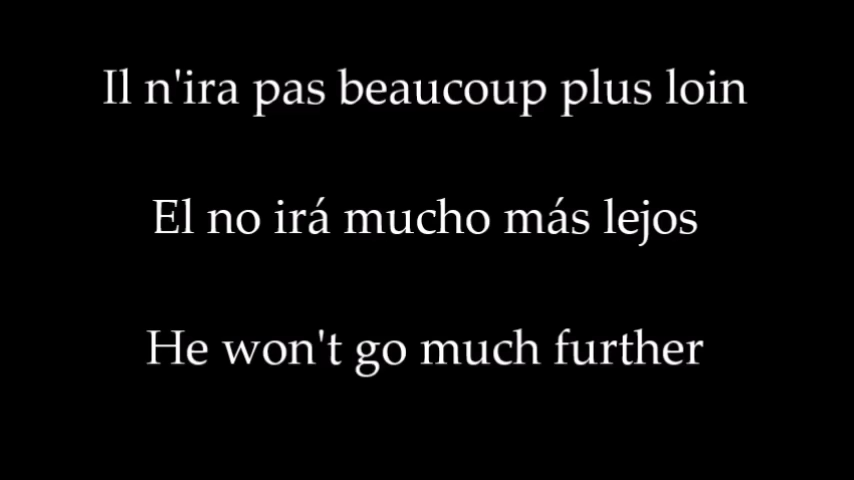 Il n'ira pas beaucoup plus loin
El no irá mucho más lejos
He won't go much further